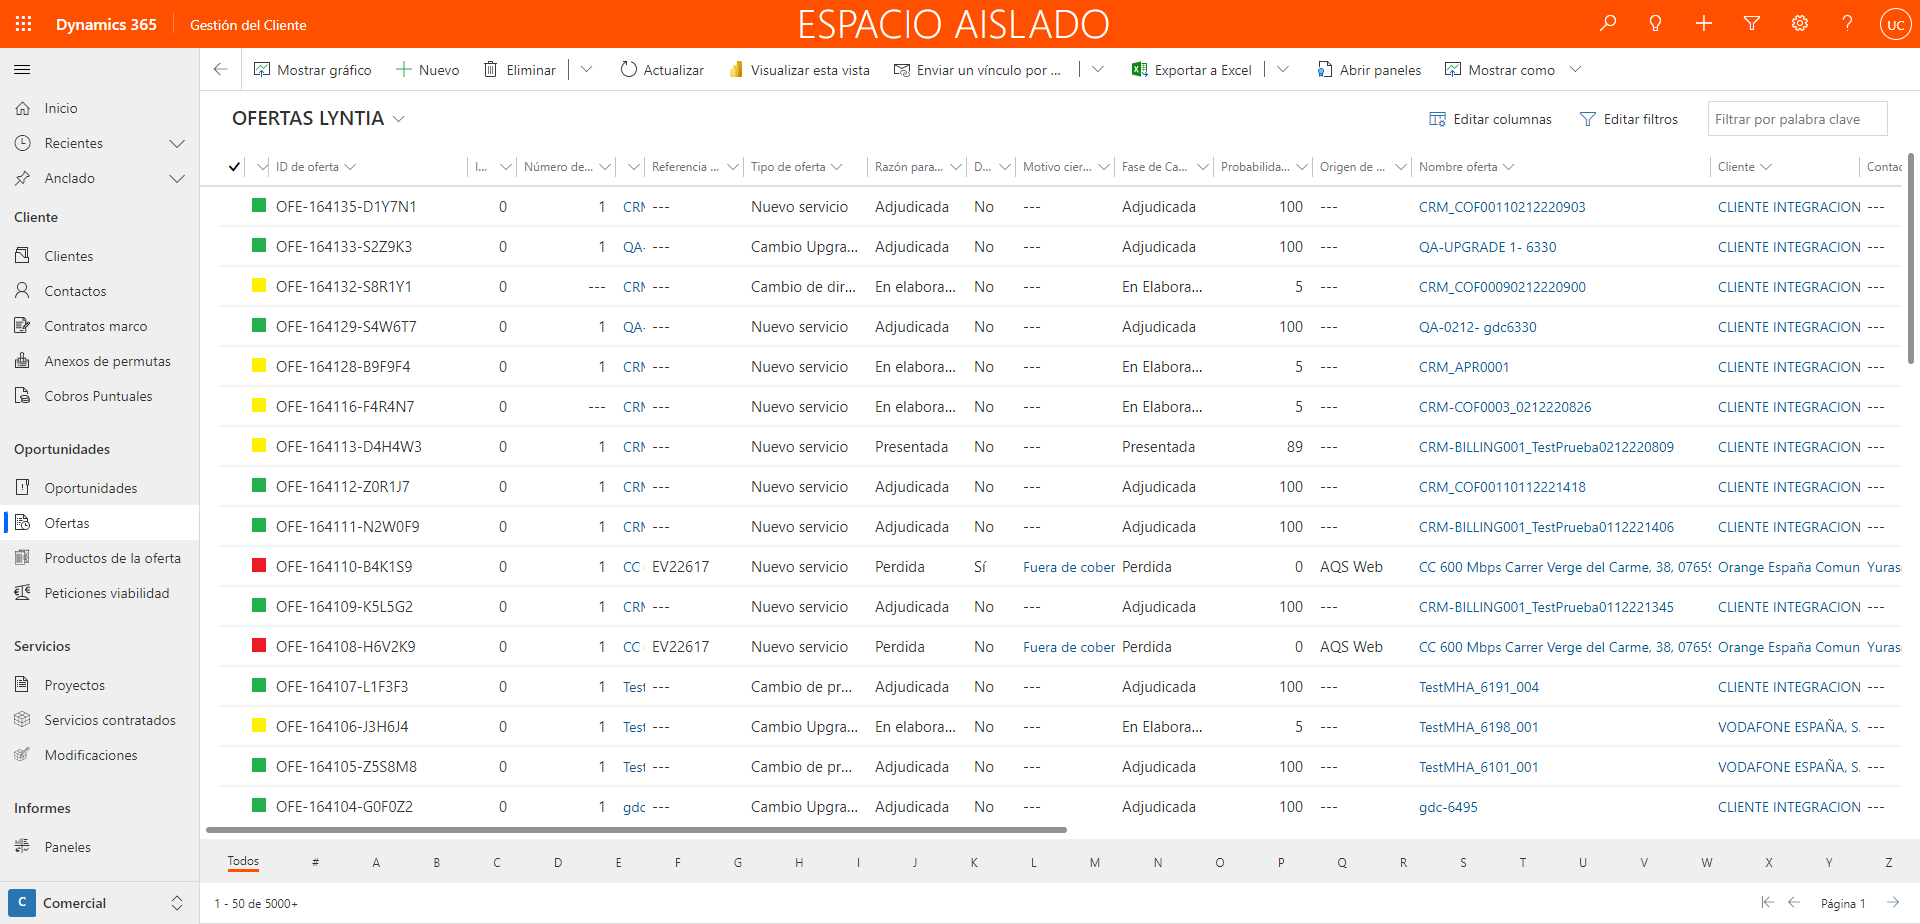 Dynamics 365 Gestión del Cliente ESPACIO AISLADO UC
Mostrar gráfico Nuevo Eliminar Actualizar Visualizar esta vista Enviar un vínculo por ... Exportar a Excel Abrir paneles Mostrar como
Inicio
Recientes
Anclado
Cliente
Clientes
Contactos
Contratos marco
Anexos de permutas
Cobros Puntuales
Oportunidades
Oportunidades
Ofertas
Productos de la oferta
Peticiones viabilidad
Servicios
Proyectos
Servicios contratados
Modificaciones
Informes
Paneles
C Comercial
OFERTAS LYNTIA Editar columnas Editar filtros Filtrar por palabra clave
ID de oferta I... Número de... Referencia ... Tipo de oferta Razón para... D... Motivo cier... Fase de Ca... Probabilida... Origen de ... Nombre oferta Cliente Contac
OFE-164135-D1Y7N1 0 1 CRM --- Nuevo servicio Adjudicada No --- Adjudicada 100 --- CRM_COF00110212220903 CLIENTE INTEGRACION ---
OFE-164133-S2Z9K3 0 1 QA- --- Cambio Upgra... Adjudicada No --- Adjudicada 100 --- QA-UPGRADE 1- 6330 CLIENTE INTEGRACION ---
OFE-164132-S8R1Y1 0 --- CRM --- Cambio de dir... En elabora... No --- En Elabora... 5 --- CRM_COF00090212220900 CLIENTE INTEGRACION ---
OFE-164129-S4W6T7 0 1 QA- --- Nuevo servicio Adjudicada No --- Adjudicada 100 --- QA-0212- gdc6330 CLIENTE INTEGRACION ---
OFE-164128-B9F9F4 0 1 CRM --- Nuevo servicio En elabora... No --- En Elabora... 5 --- CRM_APR0001 CLIENTE INTEGRACION ---
OFE-164116-F4R4N7 0 --- CRM --- Nuevo servicio En elabora... No --- En Elabora... 5 --- CRM-COF0003_0212220826 CLIENTE INTEGRACION ---
OFE-164113-D4H4W3 0 1 CRM --- Nuevo servicio Presentada No --- Presentada 89 --- CRM-BILLING001_TestPrueba0212220809 CLIENTE INTEGRACION ---
OFE-164112-Z0R1J7 0 1 CRM --- Nuevo servicio Adjudicada No --- Adjudicada 100 --- CRM_COF00110112221418 CLIENTE INTEGRACION ---
OFE-164111-N2W0F9 0 1 CRM --- Nuevo servicio Adjudicada No --- Adjudicada 100 --- CRM-BILLING001_TestPrueba0112221406 CLIENTE INTEGRACION ---
OFE-164110-B4K1S9 0 1 CC EV22617 Nuevo servicio Perdida Sí Fuera de cober Perdida 0 AQS Web CC 600 Mbps Carrer Verge del Carme, 38, 07659 Orange España Comun Yuras
OFE-164109-K5L5G2 0 1 CRM --- Nuevo servicio Adjudicada No --- Adjudicada 100 --- CRM-BILLING001_TestPrueba0112221345 CLIENTE INTEGRACION ---
OFE-164108-H6V2K9 0 1 CC EV22617 Nuevo servicio Perdida No Fuera de cober Perdida 0 AQS Web CC 600 Mbps Carrer Verge del Carme, 38, 07659 Orange España Comun Yuras
OFE-164107-L1F3F3 0 1 Test --- Cambio de pr... Adjudicada No --- Adjudicada 100 --- TestMHA_6191_004 CLIENTE INTEGRACION ---
OFE-164106-J3H6J4 0 1 Test --- Cambio Upgra... En elabora... No --- En Elabora... 5 --- TestMHA_6198_001 VODAFONE ESPAÑA, S. ---
OFE-164105-Z5S8M8 0 1 Test --- Cambio de pr... Adjudicada No --- Adjudicada 100 --- TestMHA_6101_001 VODAFONE ESPAÑA, S. ---
OFE-164104-G0F0Z2 0 1 gdc --- Cambio Upgra... Adjudicada No --- Adjudicada 100 --- gdc-6495 CLIENTE INTEGRACION ---
Todos # A B C D E F G H I J K L M N O P Q R S T U V W X Y Z
1 - 50 de 5000+ Página 1